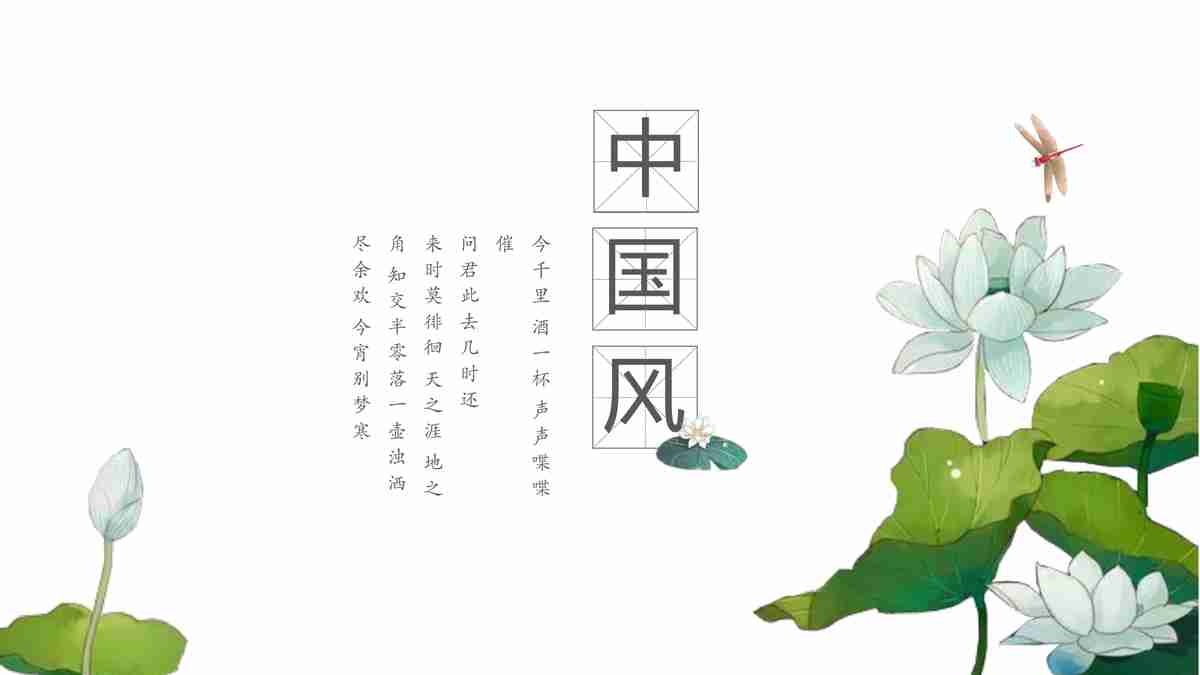 中
国
风
今千里 酒一杯 声声喋喋
催
问君此去几时还
来时莫徘徊 天之涯 地之
角 知交半零落一壶浊洒
尽余欢 今宵别梦寒